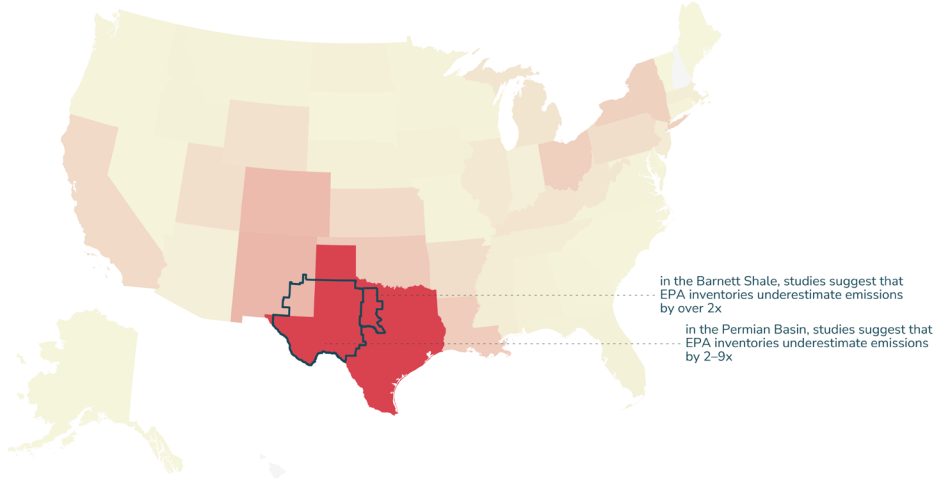 in the Barnett Shale, studies suggest that
EPA inventories underestimate emissions
by over 2x
in the Permian Basin, studies suggest that
EPA inventories underestimate emissions
by 2–9x